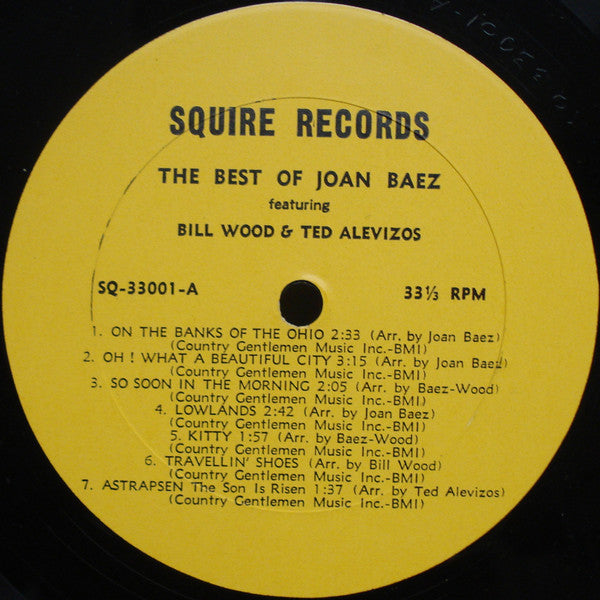 SQUIRE RECORDS
THE BEST OF JOAN BAEZ
featuring
BILL WOOD & TED ALEVIZOS
SQ-33001-A 33⅓ RPM
1. ON THE BANKS OF THE OHIO 2:33 (Arr. by Joan Baez)
(Country Gentlemen Music Inc.-BMI)
2. OH! WHAT A BEAUTIFUL CITY 3:15 (Arr. by Joan Baez)
(Country Gentlemen Music Inc.-BMI)
3. SO SOON IN THE MORNING 2:05 (Arr. by Baez-Wood)
(Country Gentlemen Music Inc.-BMI)
4. LOWLANDS 2:42 (Arr. by Joan Baez)
(Country Gentlemen Music Inc.-BMI)
5. KITTY 1:57 (Arr. by Baez-Wood)
(Country Gentlemen Music Inc.-BMI)
6. TRAVELLIN' SHOES (Arr. by Bill Wood)
(Country Gentlemen Music Inc.-BMI)
7. ASTRAPSEN The Son Is Risen 1:37 (Arr. by Ted Alevizos)
(Country Gentlemen Music Inc.-BMI)